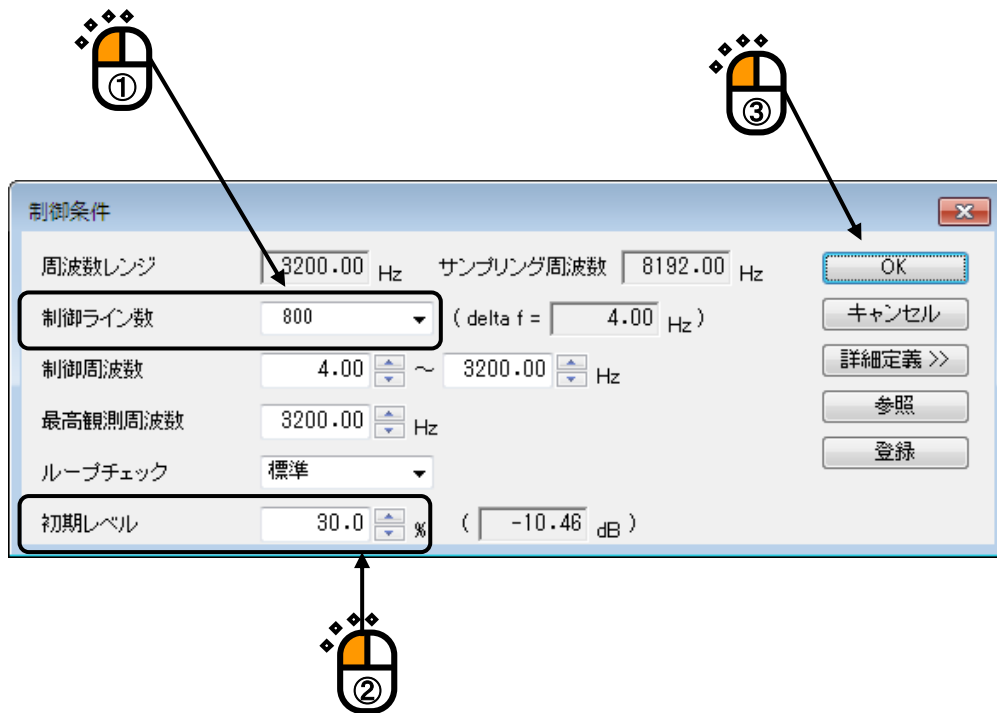 ①
③
制御条件
周波数レンジ 3200.00 Hz サンプリング周波数 8192.00 Hz OK
制御ライン数 800 ( delta f = 4.00 Hz ) キャンセル
制御周波数 4.00 ～ 3200.00 Hz 詳細定義 >>
最高観測周波数 3200.00 Hz 参照
ループチェック 標準 登録
初期レベル 30.0 % ( -10.46 dB )
②